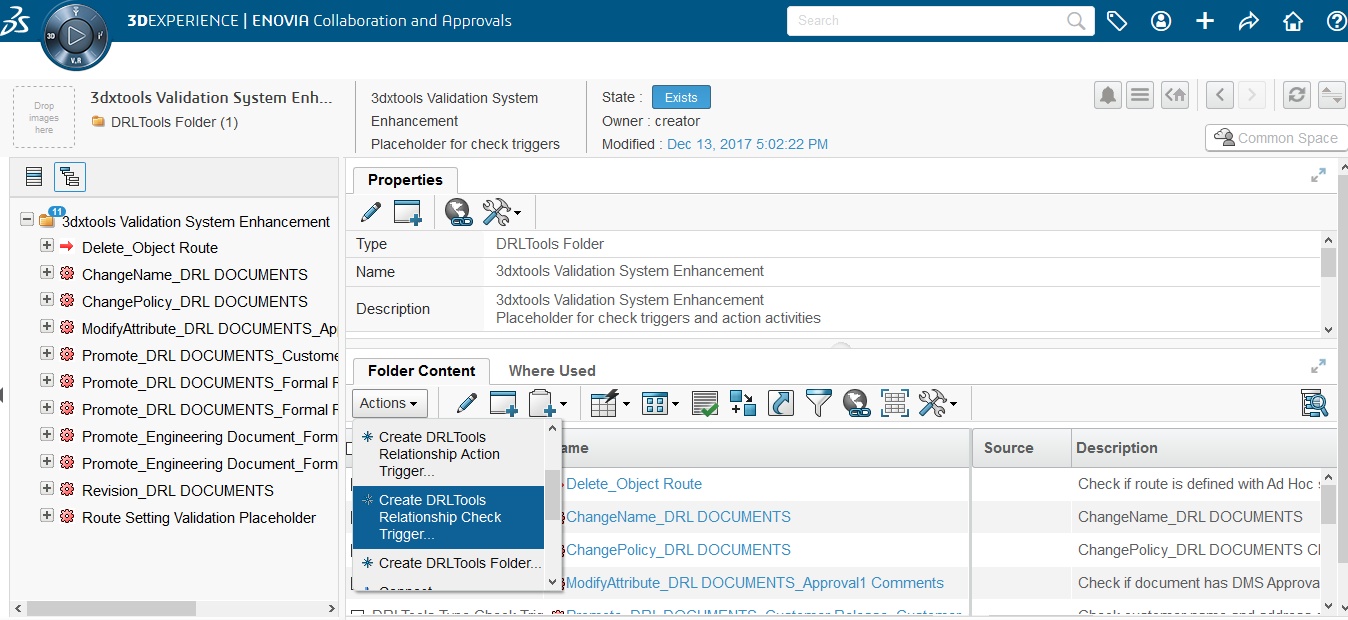 3DEXPERIENCE | ENOVIA Collaboration and Approvals
Search
3D
V.R
Drop
images
here
3dxtools Validation System Enh...
DRLTools Folder (1)
3dxtools Validation System
Enhancement
Placeholder for check triggers
State : Exists
Owner : creator
Modified : Dec 13, 2017 5:02:22 PM
Common Space
11
3dxtools Validation System Enhancement
Delete_Object Route
ChangeName_DRL DOCUMENTS
ChangePolicy_DRL DOCUMENTS
ModifyAttribute_DRL DOCUMENTS_Ap
Promote_DRL DOCUMENTS_Custome
Promote_DRL DOCUMENTS_Formal F
Promote_DRL DOCUMENTS_Formal F
Promote_Engineering Document_Form
Promote_Engineering Document_Form
Revision_DRL DOCUMENTS
Route Setting Validation Placeholder
Properties
Type DRLTools Folder
Name 3dxtools Validation System Enhancement
Description 3dxtools Validation System Enhancement
Placeholder for check triggers and action activities
Folder Content Where Used
Actions
Create DRLTools
Relationship Action
Trigger...
Create DRLTools
Relationship Check
Trigger...
Create DRLTools Folder...
Connect
ame Source Description
Delete_Object Route Check if route is defined with Ad Hoc
ChangeName_DRL DOCUMENTS ChangeName_DRL DOCUMENTS
ChangePolicy_DRL DOCUMENTS ChangePolicy_DRL DOCUMENTS C
ModifyAttribute_DRL DOCUMENTS_Approval1 Comments Check if document has DMS Approva
DRLTools Type Check Trig Promote_DRL DOCUMENTS_Customer Release_Customer Check customer name and address